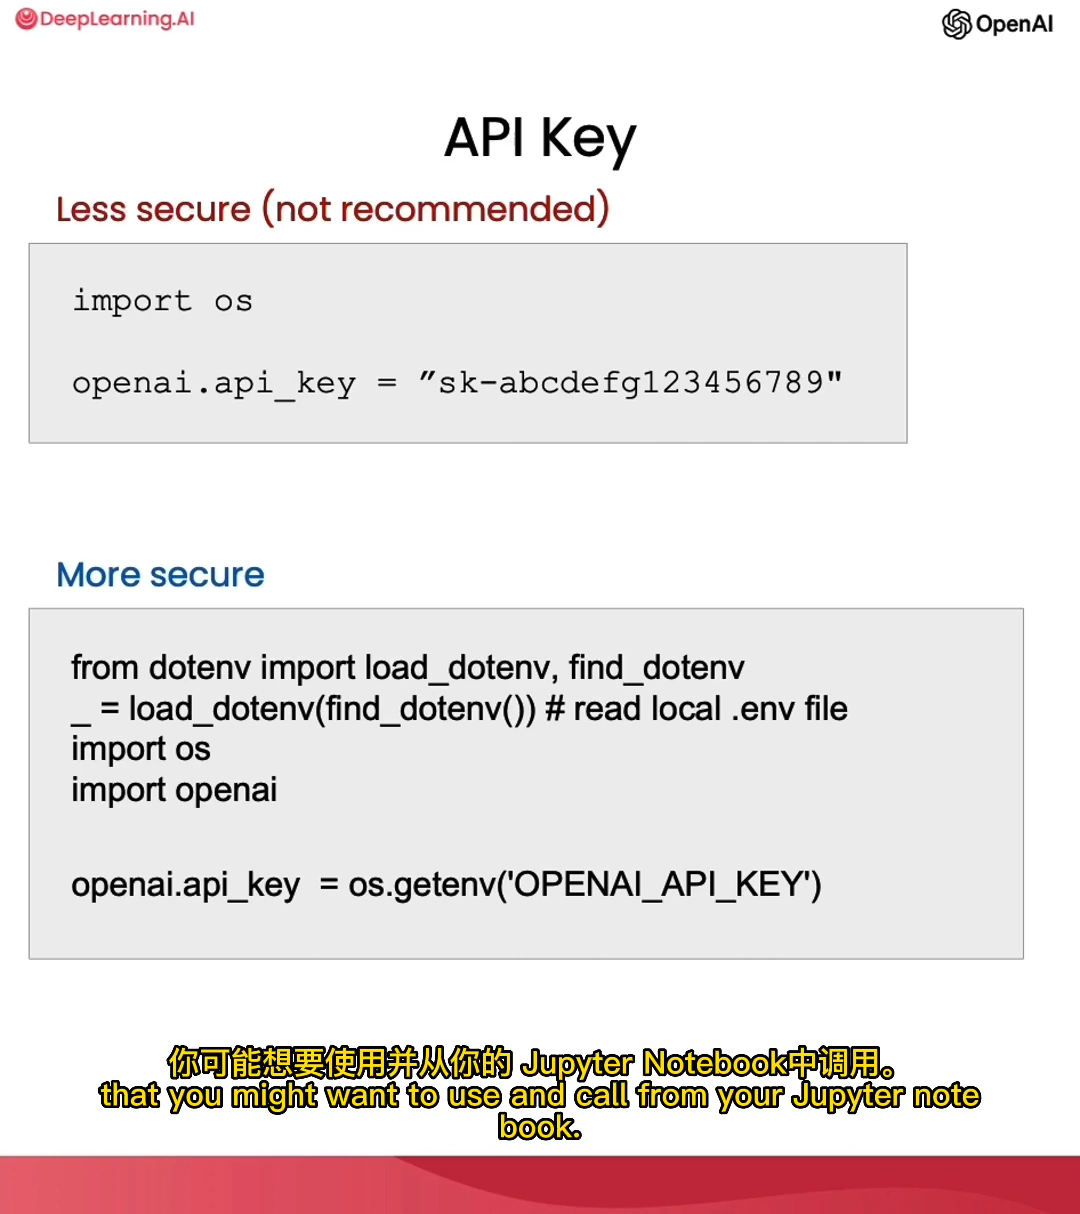 DeepLearning.AI
OpenAI
API Key
Less secure (not recommended)
import os
openai.api_key = ”sk-abcdefg123456789"
More secure
from dotenv import load_dotenv, find_dotenv
_ = load_dotenv(find_dotenv()) # read local .env file
import os
import openai
openai.api_key  = os.getenv('OPENAI_API_KEY')
你可能想要使用并从你的 Jupyter Notebook中调用。
that you might want to use and call from your Jupyter note
book.